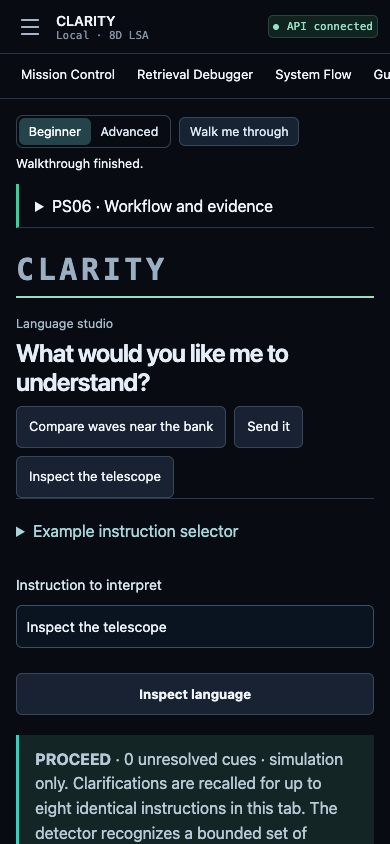 CLARITY
Local · 8D LSA
API connected
Mission Control Retrieval Debugger System Flow Gu
Beginner Advanced Walk me through
Walkthrough finished.
PS06 · Workflow and evidence
CLARITY
Language studio
What would you like me to
understand?
Compare waves near the bank Send it
Inspect the telescope
Example instruction selector
Instruction to interpret
Inspect the telescope
Inspect language
PROCEED · 0 unresolved cues · simulation
only. Clarifications are recalled for up to
eight identical instructions in this tab. The
detector recognizes a bounded set of